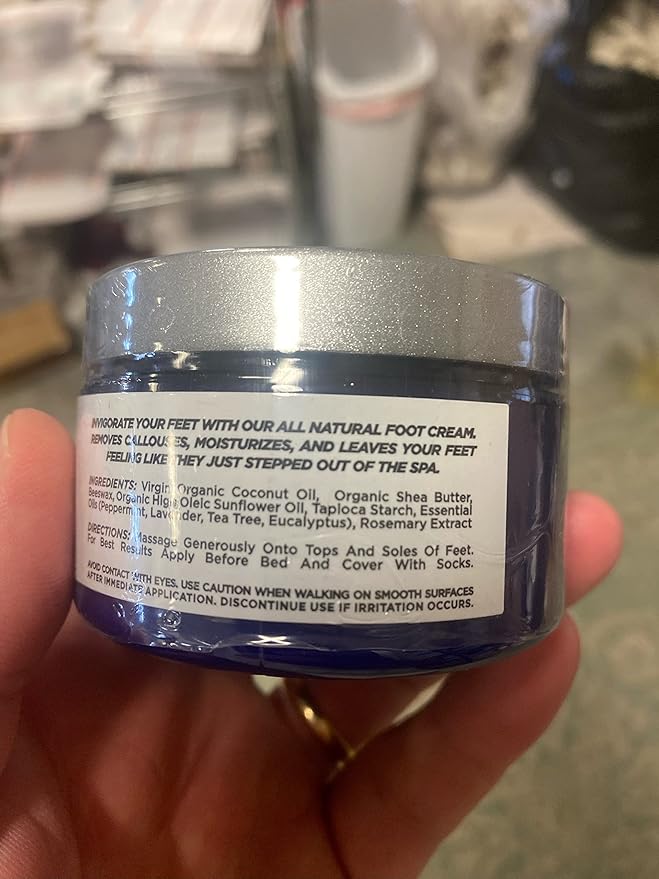 INVIGORATE YOUR FEET WITH OUR ALL NATURAL FOOT CREAM.
REMOVES CALLOUSES, MOISTURIZES, AND LEAVES YOUR FEET
FEELING LIKE THEY JUST STEPPED OUT OF THE SPA.
INGREDIENTS: Virgin Organic Coconut Oil, Organic Shea Butter,
Beeswax, Organic High Oleic Sunflower Oil, Tapioca Starch, Essential
Oils (Peppermint, Lavender, Tea Tree, Eucalyptus), Rosemary Extract
DIRECTIONS: Massage Generously Onto Tops And Soles Of Feet.
For Best Results Apply Before Bed And Cover With Socks.
AVOID CONTACT WITH EYES. USE CAUTION WHEN WALKING ON SMOOTH SURFACES
AFTER IMMEDIATE APPLICATION. DISCONTINUE USE IF IRRITATION OCCURS.